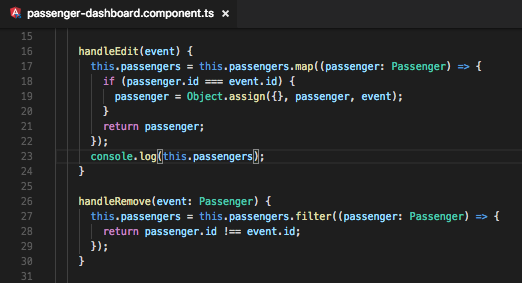 passenger-dashboard.component.ts ×
15
16 handleEdit(event) {
17 this.passengers = this.passengers.map((passenger: Passenger) => {
18 if (passenger.id === event.id) {
19 passenger = Object.assign({}, passenger, event);
20 }
21 return passenger;
22 });
23 console.log(this.passengers);
24 }
25
26 handleRemove(event: Passenger) {
27 this.passengers = this.passengers.filter((passenger: Passenger) => {
28 return passenger.id !== event.id;
29 });
30 }
31